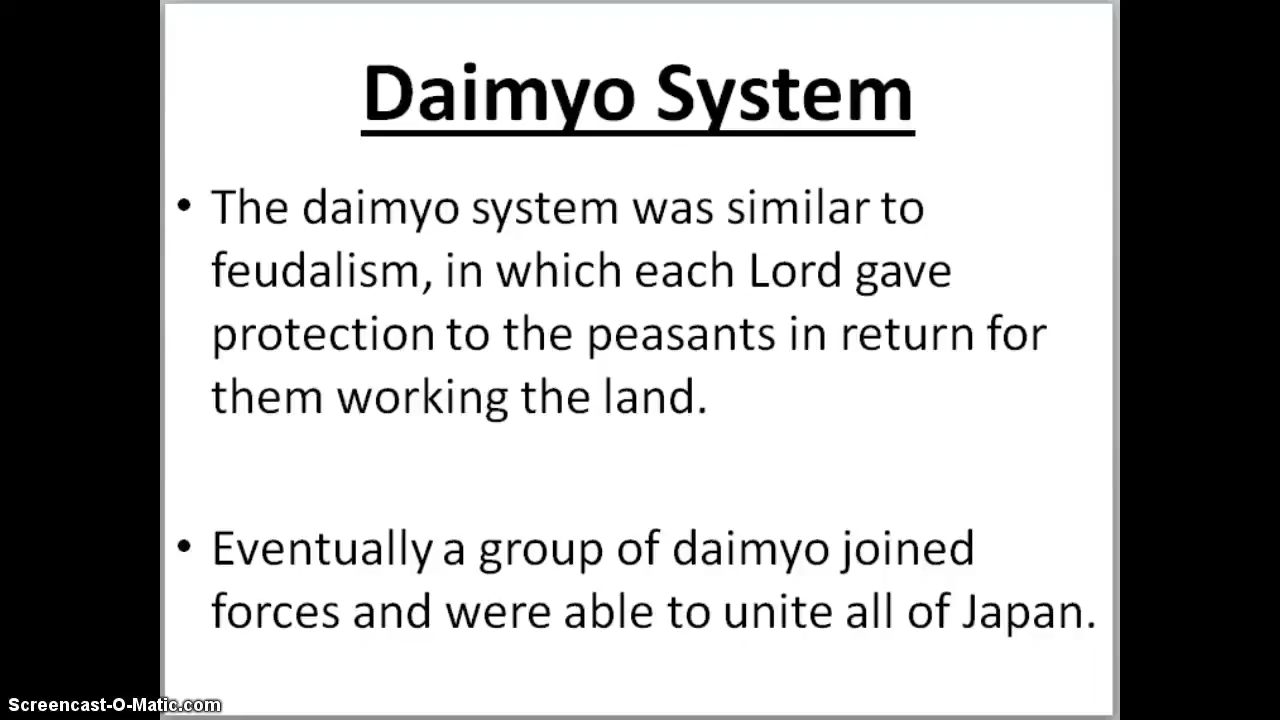 Daimyo System
• The daimyo system was similar to
feudalism, in which each Lord gave
protection to the peasants in return for
them working the land.
• Eventually a group of daimyo joined
forces and were able to unite all of Japan.
Screencast-O-Matic.com